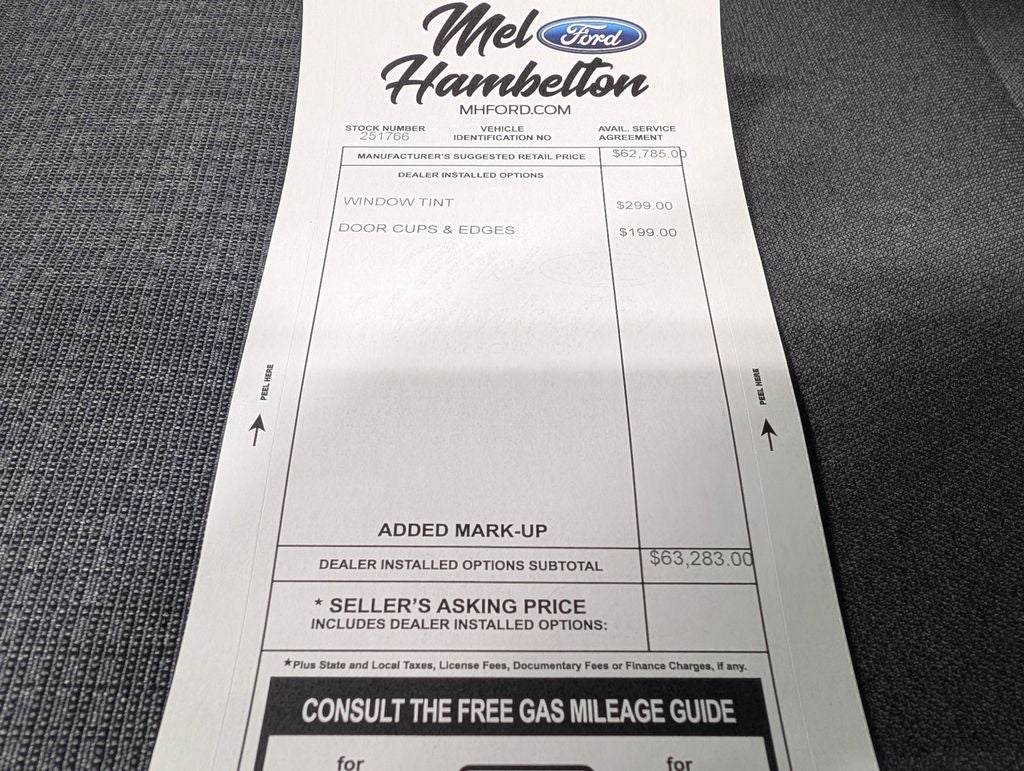 Mel Ford
Hambelton
MHFORD.COM
STOCK NUMBER VEHICLE AVAIL. SERVICE
251766 IDENTIFICATION NO AGREEMENT
MANUFACTURER'S SUGGESTED RETAIL PRICE $62,785.00
DEALER INSTALLED OPTIONS
WINDOW TINT $299.00
DOOR CUPS & EDGES $199.00
PEEL HERE PEEL HERE
ADDED MARK-UP
DEALER INSTALLED OPTIONS SUBTOTAL $63,283.00
* SELLER'S ASKING PRICE
INCLUDES DEALER INSTALLED OPTIONS:
*Plus State and Local Taxes, License Fees, Documentary Fees or Finance Charges, if any.
CONSULT THE FREE GAS MILEAGE GUIDE
for for